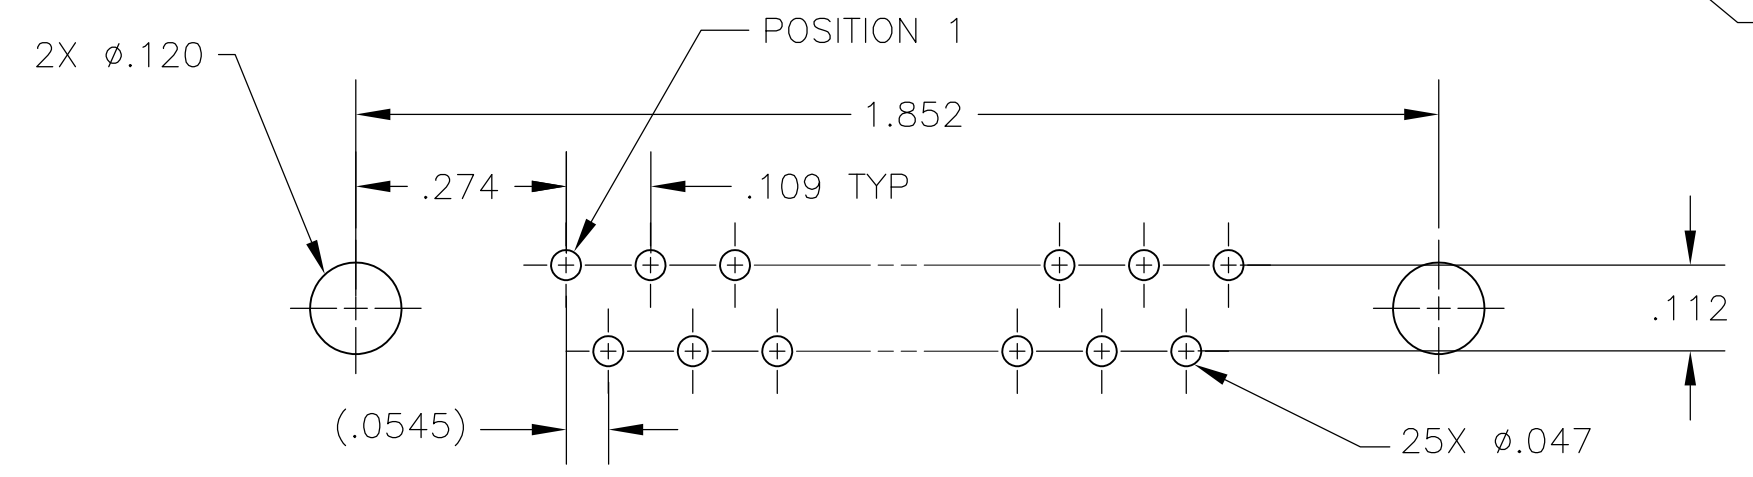 POSITION 1
2X ø.120
1.852
.274
.109 TYP
.112
(.0545)
25X ø.047